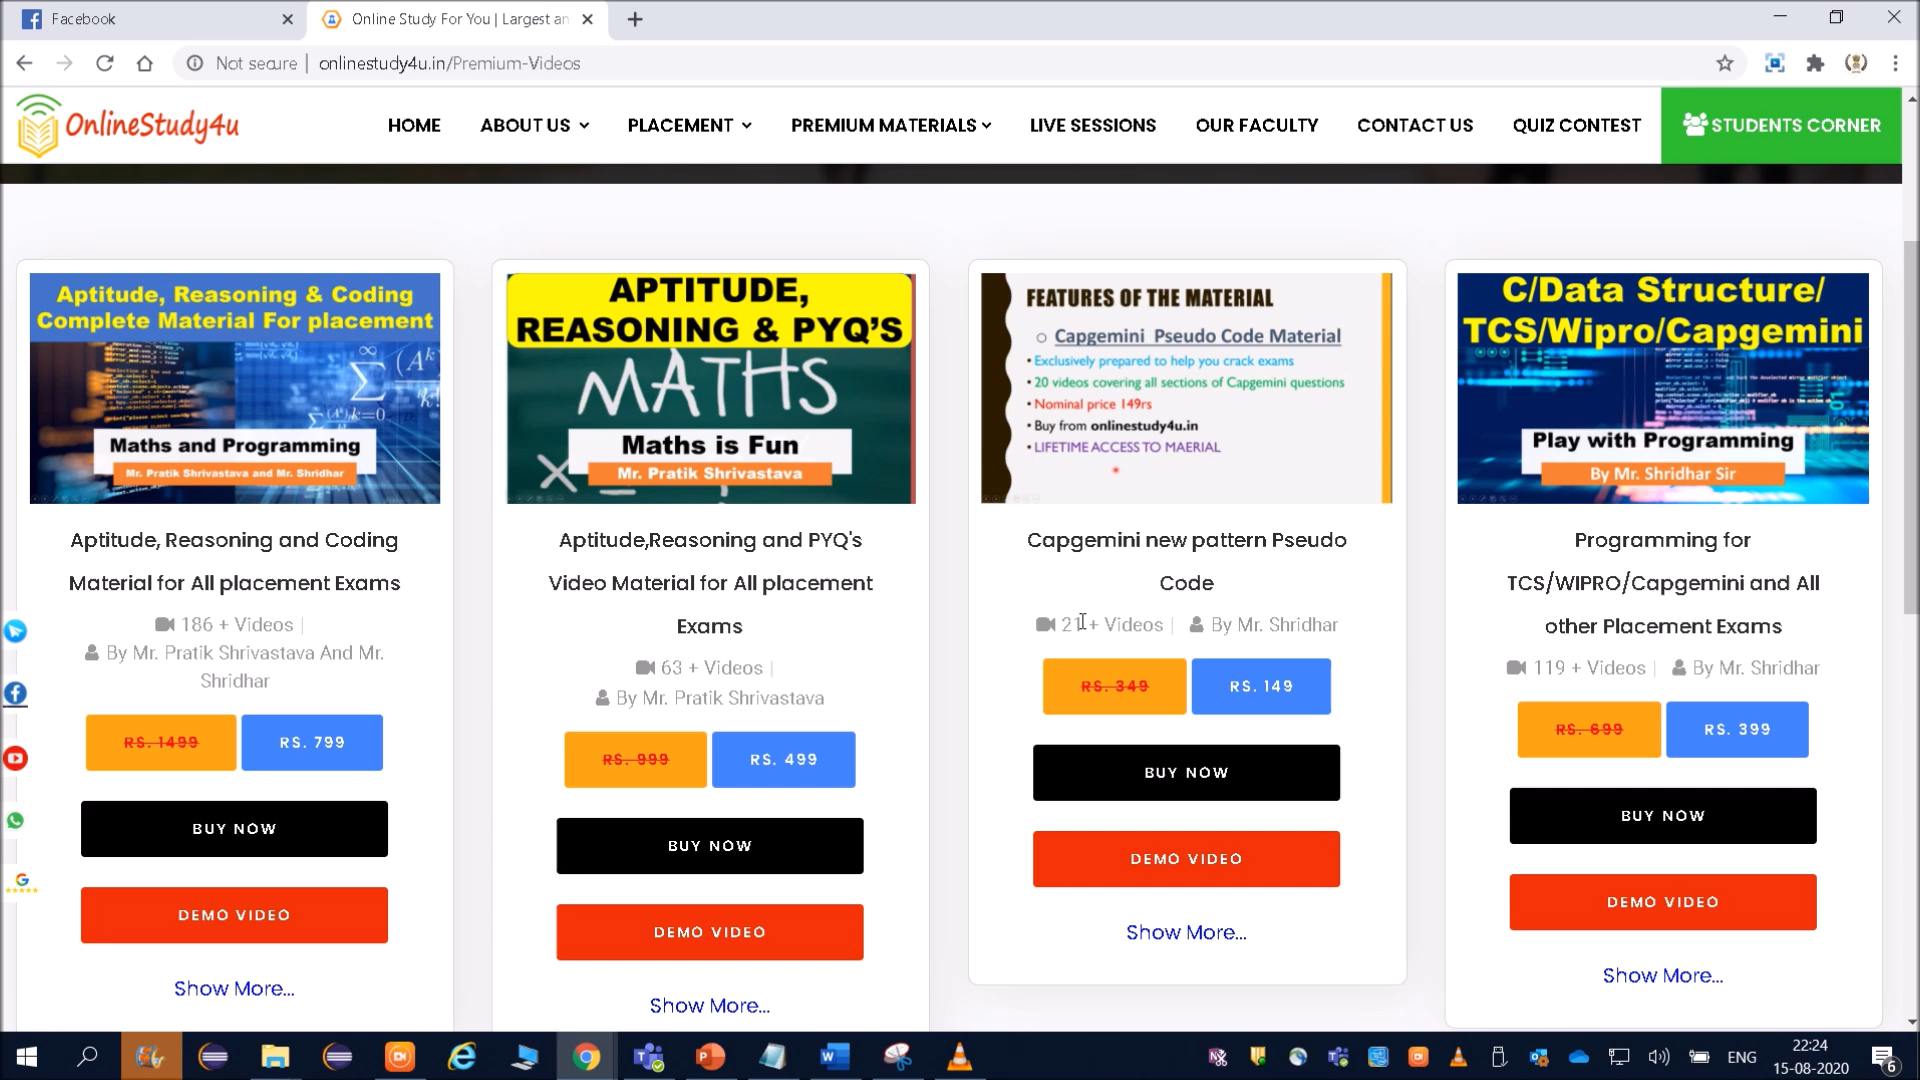 Facebook
Online Study For You | Largest an
Not secure
onlinestudy4u.in/Premium-Videos
OnlineStudy4u
HOME
ABOUT US
PLACEMENT
PREMIUM MATERIALS
LIVE SESSIONS
OUR FACULTY
CONTACT US
QUIZ CONTEST
STUDENTS CORNER
Aptitude, Reasoning & Coding
Complete Material For placement
Maths and Programming
Mr. Pratik Shrivastava and Mr. Shridhar
Aptitude, Reasoning and Coding
Material for All placement Exams
186 + Videos |
By Mr. Pratik Shrivastava And Mr.
Shridhar
RS. 1499
RS. 799
BUY NOW
DEMO VIDEO
Show More...
APTITUDE,
REASONING & PYQ'S
MATHS
Maths is Fun
Mr. Pratik Shrivastava
Aptitude,Reasoning and PYQ's
Video Material for All placement
Exams
63 + Videos |
By Mr. Pratik Shrivastava
RS. 999
RS. 499
BUY NOW
DEMO VIDEO
Show More...
FEATURES OF THE MATERIAL
Capgemini Pseudo Code Material
• Exclusively prepared to help you crack exams
• 20 videos covering all sections of Capgemini questions
• Nominal price 149rs
• Buy from onlinestudy4u.in
• LIFETIME ACCESS TO MAERIAL
Capgemini new pattern Pseudo
Code
21 + Videos | By Mr. Shridhar
RS. 349
RS. 149
BUY NOW
DEMO VIDEO
Show More...
C/Data Structure/
TCS/Wipro/Capgemini
Play with Programming
By Mr. Shridhar Sir
Programming for
TCS/WIPRO/Capgemini and All
other Placement Exams
119 + Videos | By Mr. Shridhar
RS. 699
RS. 399
BUY NOW
DEMO VIDEO
Show More...
ENG
22:24
15-08-2020
6